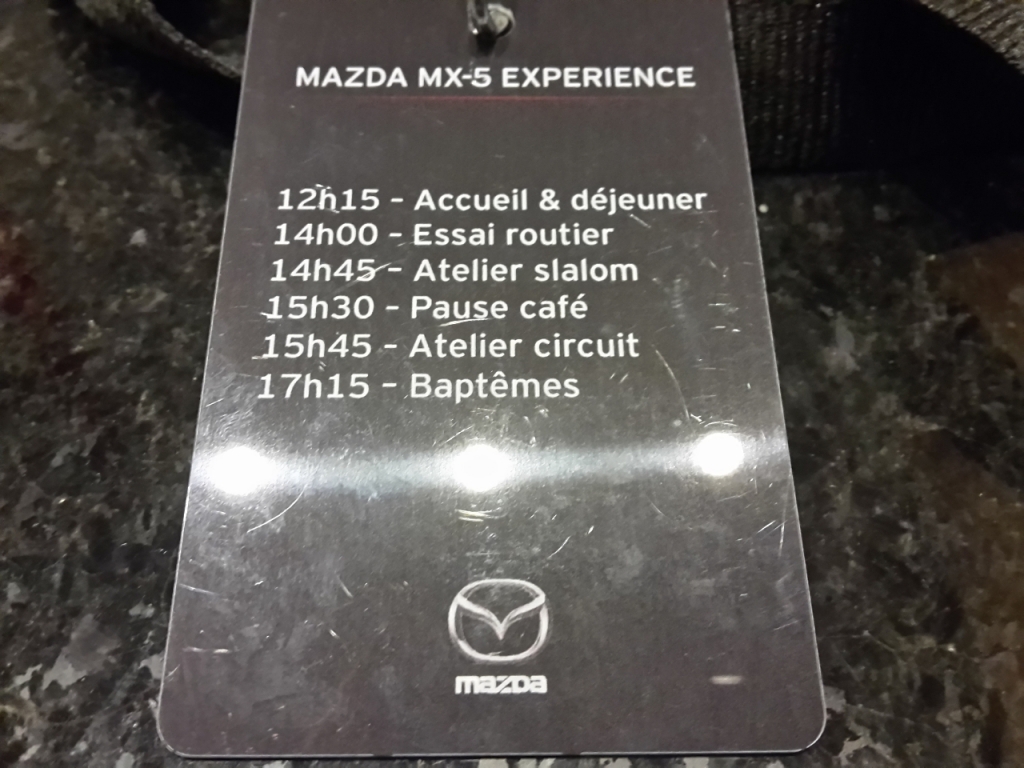 MAZDA MX-5 EXPERIENCE
12h15 - Accueil & déjeuner
14h00 - Essai routier
14h45 - Atelier slalom
15h30 - Pause café
15h45 - Atelier circuit
17h15 - Baptêmes
mazda